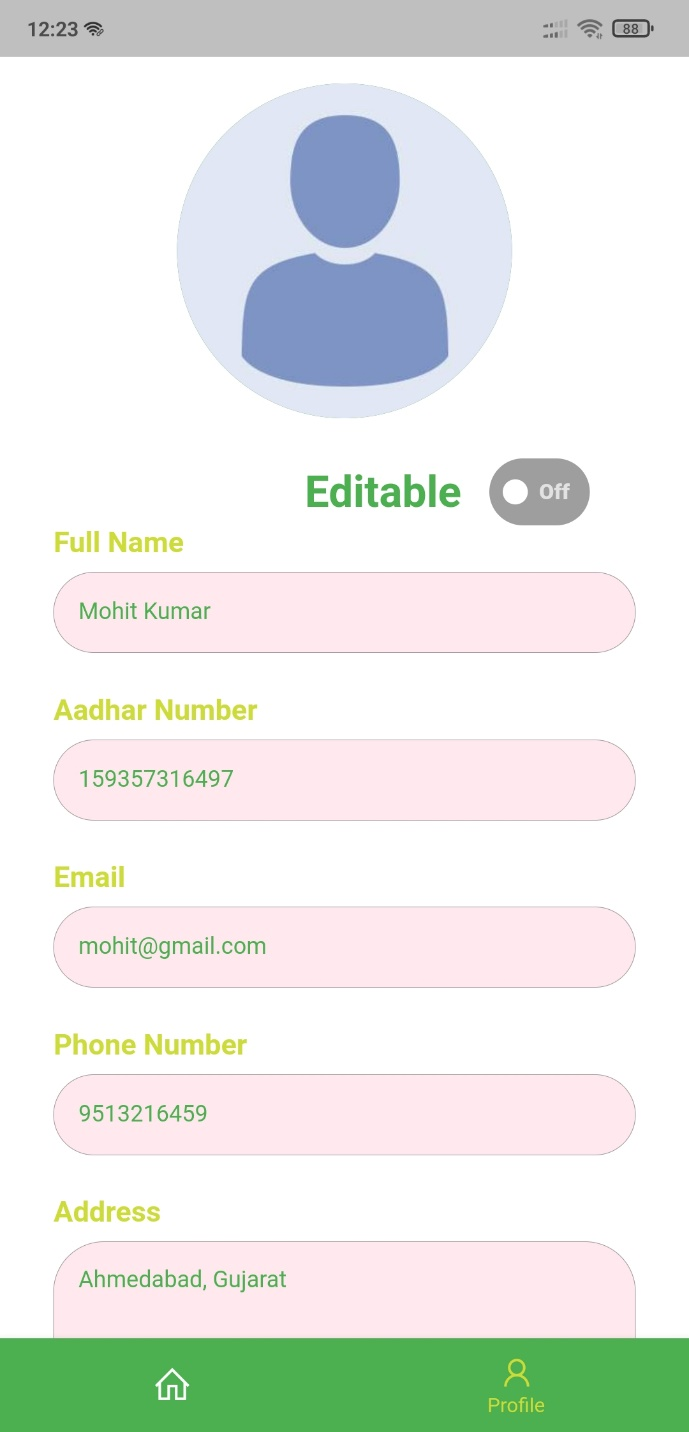 12:23
88
Editable
Off
Full Name
Mohit Kumar
Aadhar Number
159357316497
Email
mohit@gmail.com
Phone Number
9513216459
Address
Ahmedabad, Gujarat
Profile